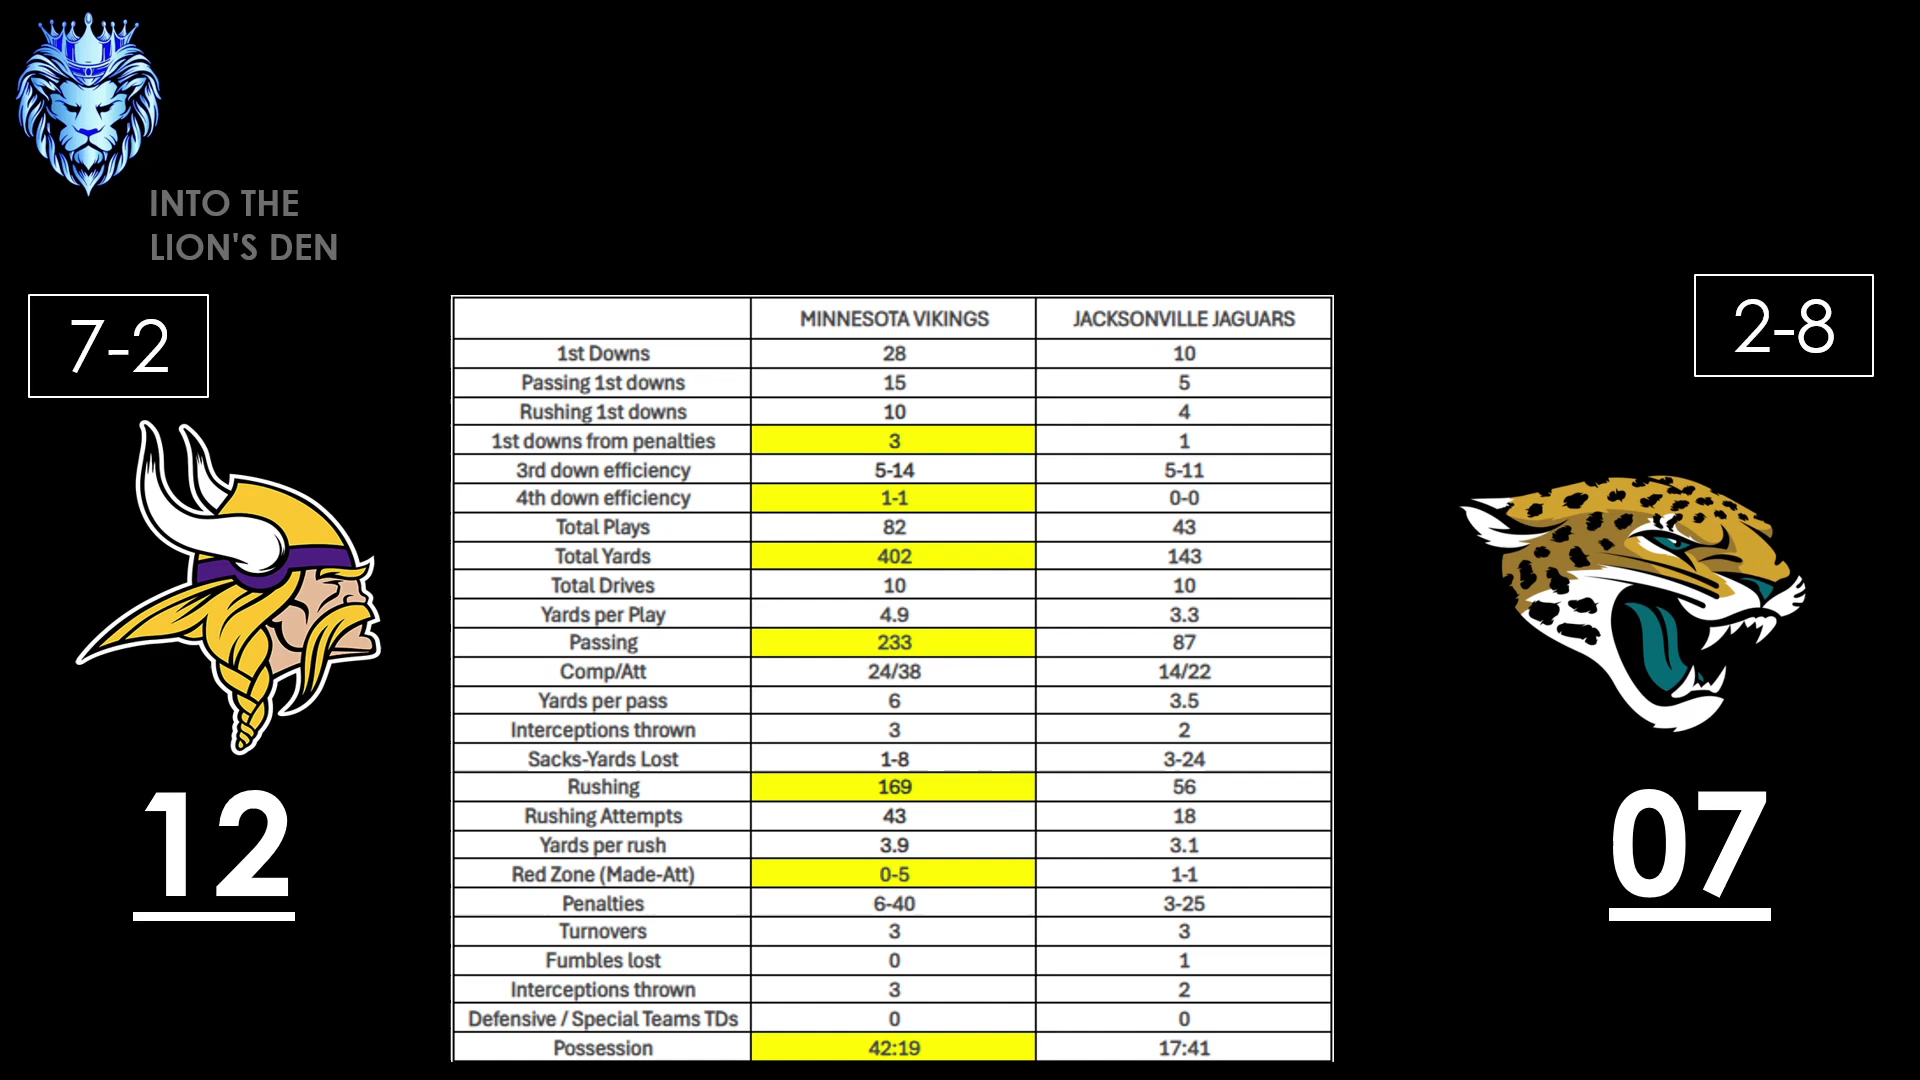 INTO THE
LION'S DEN
7-2
2-8
MINNESOTA VIKINGS JACKSONVILLE JAGUARS
1st Downs 28 10
Passing 1st downs 15 5
Rushing 1st downs 10 4
1st downs from penalties 3 1
3rd down efficiency 5-14 5-11
4th down efficiency 1-1 0-0
Total Plays 82 43
Total Yards 402 143
Total Drives 10 10
Yards per Play 4.9 3.3
Passing 233 87
Comp/Att 24/38 14/22
Yards per pass 6 3.5
Interceptions thrown 3 2
Sacks-Yards Lost 1-8 3-24
Rushing 169 56
Rushing Attempts 43 18
Yards per rush 3.9 3.1
Red Zone (Made-Att) 0-5 1-1
Penalties 6-40 3-25
Turnovers 3 3
Fumbles lost 0 1
Interceptions thrown 3 2
Defensive / Special Teams TDs 0 0
Possession 42:19 17:41
12
07